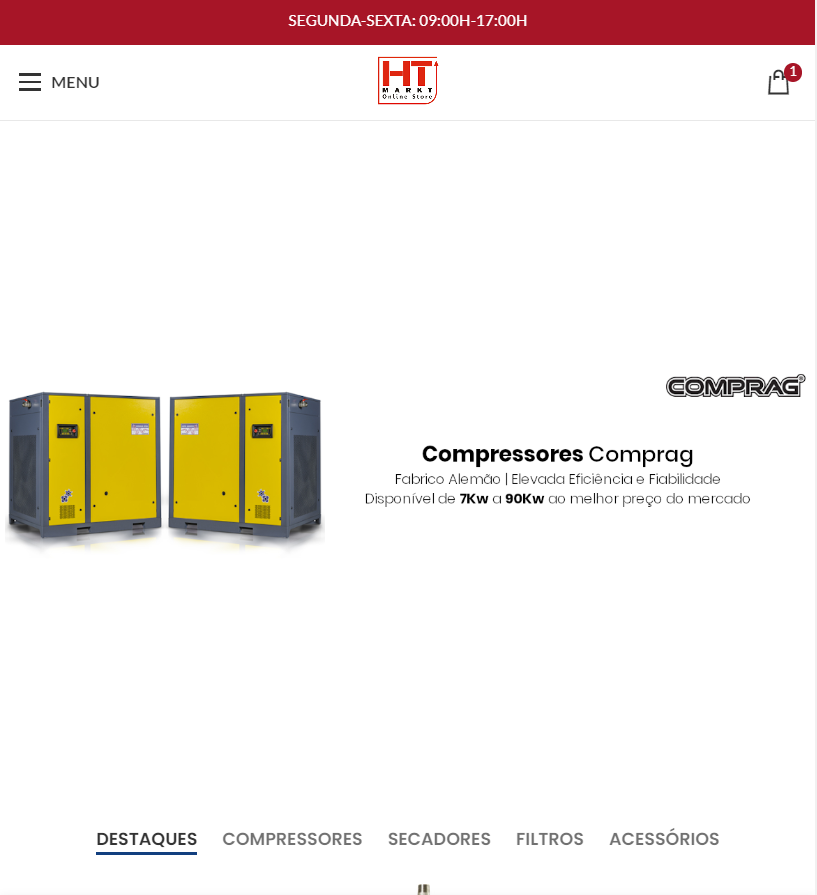 SEGUNDA-SEXTA: 09:00H-17:00H
MENU
HT
MARKT
Online Store
1
COMPRAG®
Compressores Comprag
Fabrico Alemão | Elevada Eficiência e Fiabilidade
Disponível de 7Kw a 90Kw ao melhor preço do mercado
DESTAQUES COMPRESSORES SECADORES FILTROS ACESSÓRIOS